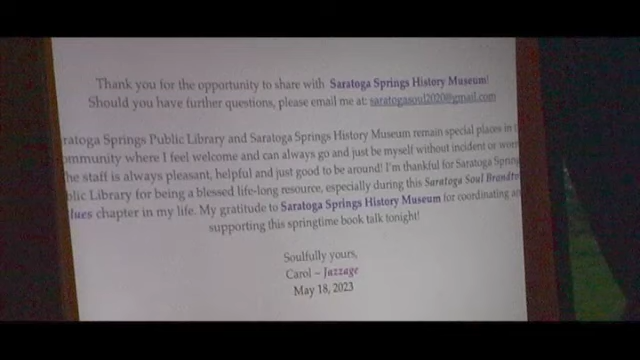 Thank you for the opportunity to share with Saratoga Springs History Museum!
Should you have further questions, please email me at: saratogasoul2020@gmail.com
ratoga Springs Public Library and Saratoga Springs History Museum remain special places in
ommunity where I feel welcome and can always go and just be myself without incident or
he staff is always pleasant, helpful and just good to be around! I'm thankful for Saratoga Spring
blic Library for being a blessed life-long resource, especially during this Saratoga Soul
lues chapter in my life. My gratitude to Saratoga Springs History Museum for coordinating an
supporting this springtime book talk tonight!
Soulfully yours,
Carol ~ Jazzage
May 18, 2023